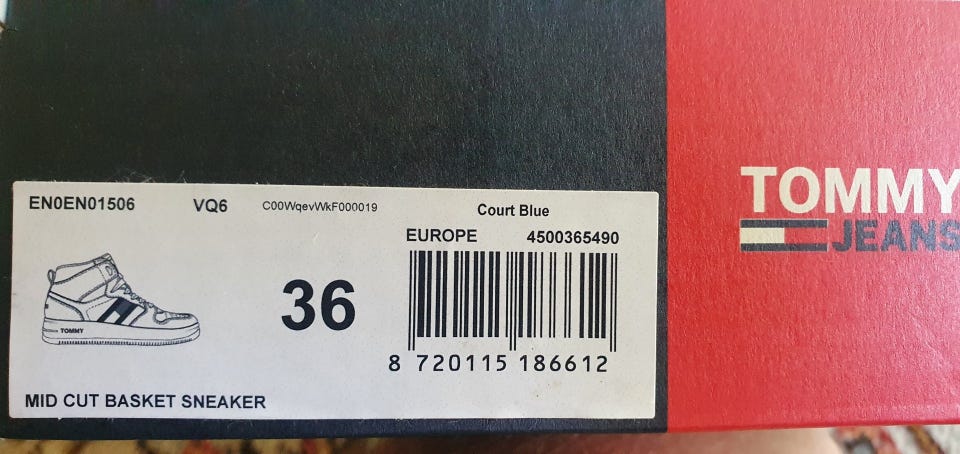 EN0EN01506 VQ6 C00WqevWkF000019 Court Blue
EUROPE 4500365490
TOMMY
36
8 720115 186612
MID CUT BASKET SNEAKER
TOMMY
JEANS